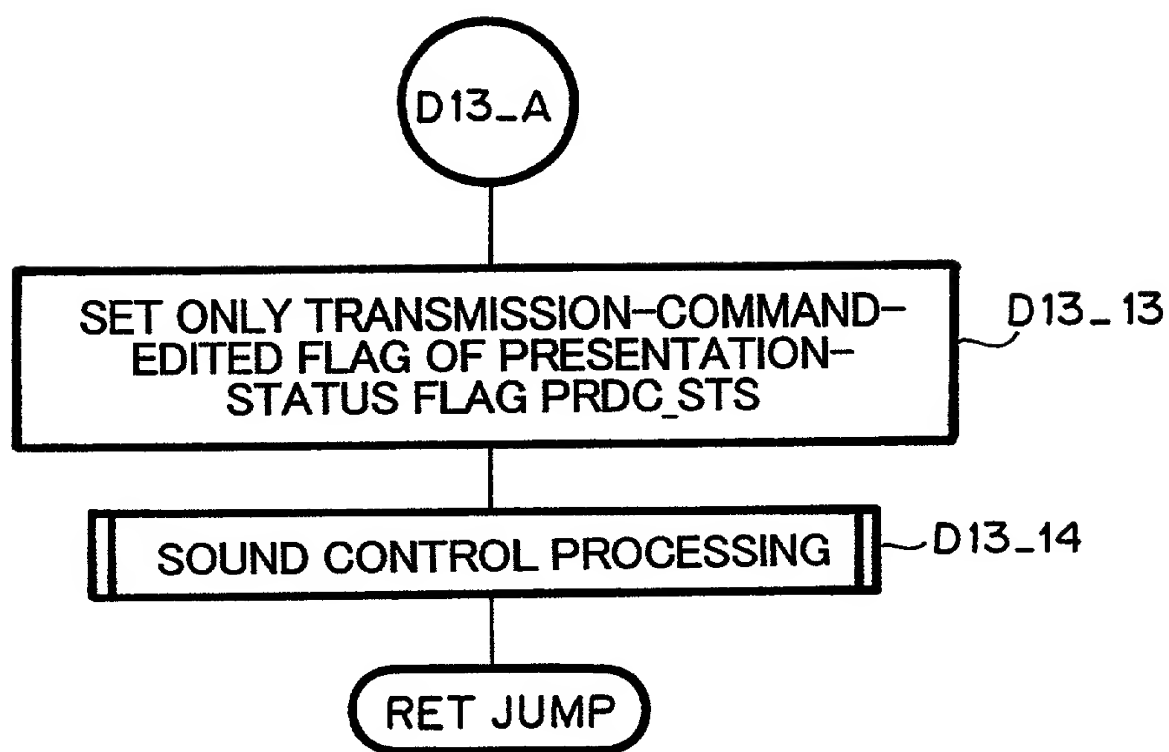 D13_A
SET ONLY TRANSMISSION-COMMAND-
EDITED FLAG OF PRESENTATION-
STATUS FLAG PRDC_STS
D13_13
SOUND CONTROL PROCESSING
D13_14
RET JUMP